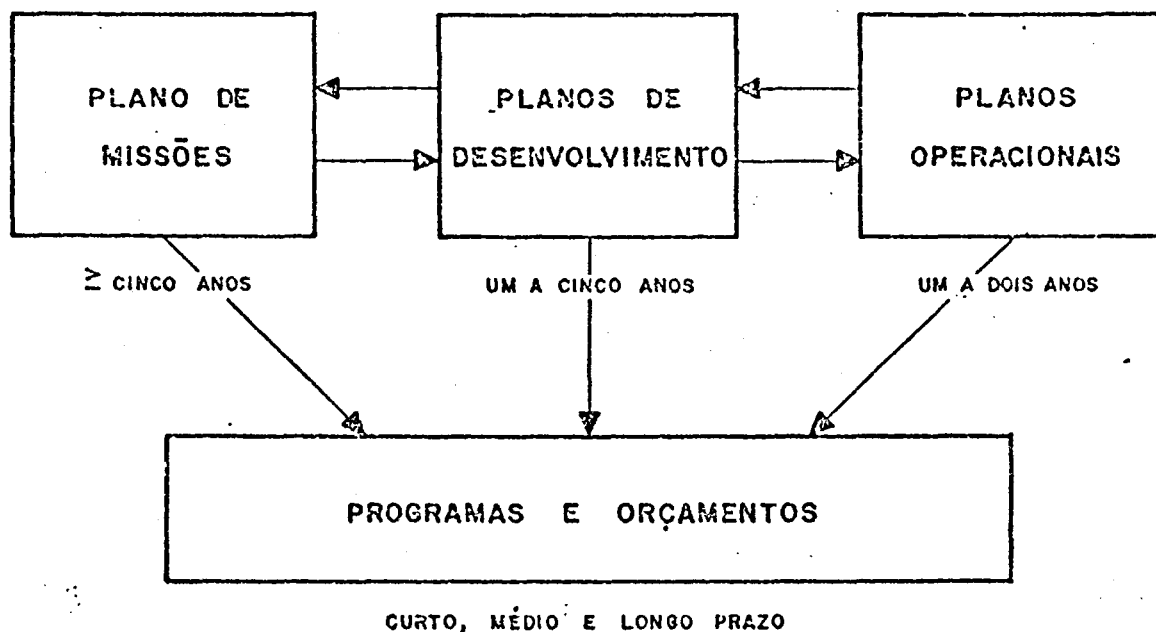 PLANO DE
MISSÕES
PLANOS DE
DESENVOLVIMENTO
PLANOS
OPERACIONAIS
≥ CINCO ANOS
UM A CINCO ANOS
UM A DOIS ANOS
PROGRAMAS E ORÇAMENTOS
CURTO, MÉDIO E LONGO PRAZO